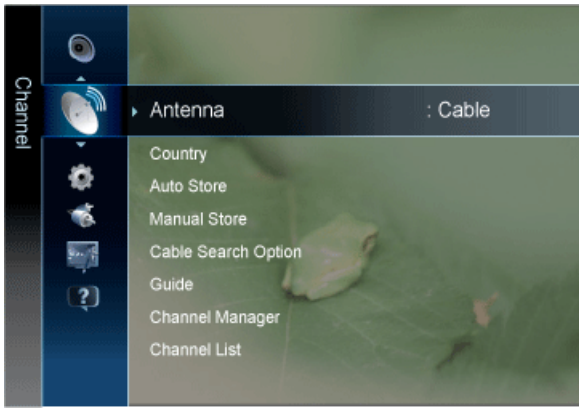 Channel
Antenna : Cable
Country
Auto Store
Manual Store
Cable Search Option
Guide
Channel Manager
Channel List